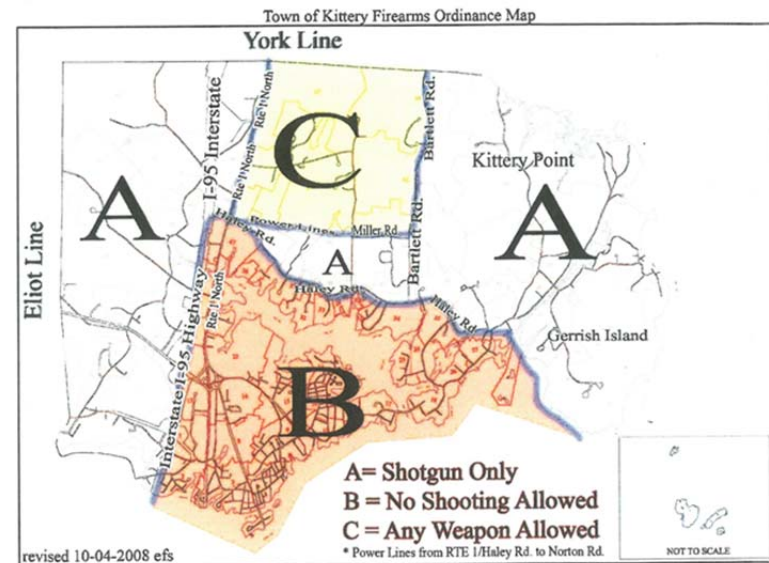 Town of Kittery Firearms Ordinance Map
York Line
I-95 Interstate
Rte 1 North
C
Bartlett Rd.
Kittery Point
A
A
Rte 1 North
Haley Rd.
Power Lines
Miller Rd
A
Bartlett Rd.
Haley Rd.
Haley Rd
Eliot Line
Interstate I-95 Highway
Rte 1 North
Gerrish Island
B
A= Shotgun Only
B = No Shooting Allowed
C = Any Weapon Allowed
* Power Lines from RTE 1/Haley Rd. to Norton Rd.
revised 10-04-2008 efs
NOT TO SCALE